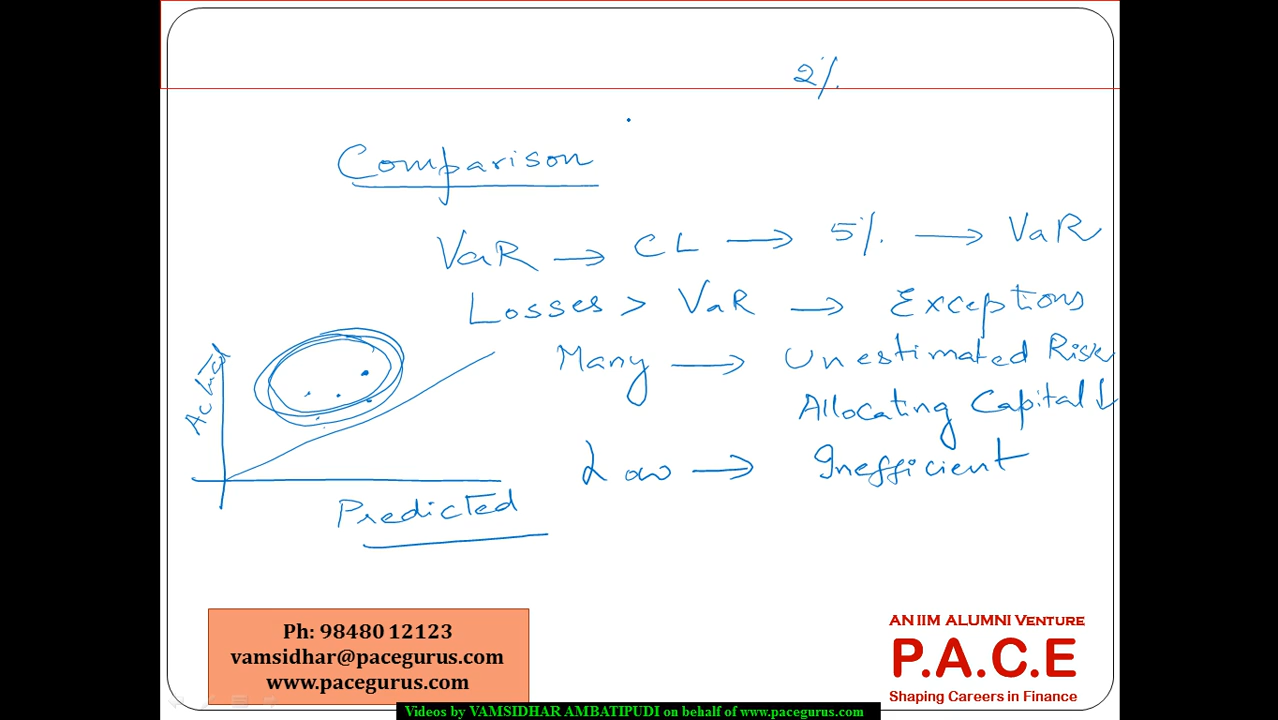 2%
Comparison
VaR → CL → 5% → VaR
Losses > VaR → Exceptions
Many → Unestimated Risk
Allocating Capital ↓
Low → Inefficient
Actual
Predicted
Ph: 98480 12123
vamsidhar@pacegurus.com
www.pacegurus.com
AN IIM ALUMNI VENTURE
P.A.C.E
Shaping Careers in Finance
Videos by VAMSIDHAR AMBATIPUDI on behalf of www.pacegurus.com